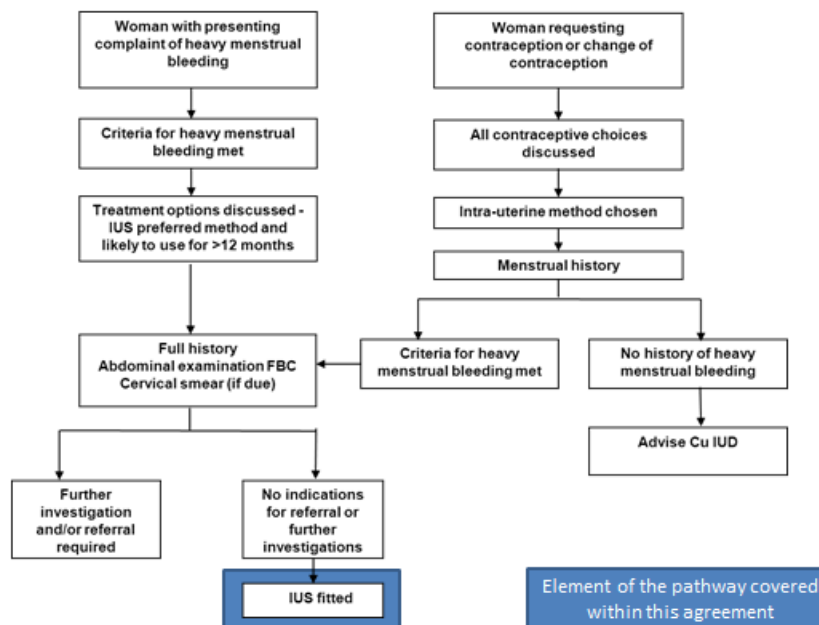 Woman with presenting
complaint of heavy menstrual
bleeding
Woman requesting
contraception or change of
contraception
Criteria for heavy menstrual
bleeding met
All contraceptive choices
discussed
Treatment options discussed -
IUS preferred method and
likely to use for >12 months
Intra-uterine method chosen
Menstrual history
Full history
Abdominal examination FBC
Cervical smear (if due)
Criteria for heavy
menstrual bleeding met
No history of heavy
menstrual bleeding
Advise Cu IUD
Further
investigation
and/or referral
required
No indications
for referral or
further
investigations
IUS fitted
Element of the pathway covered
within this agreement